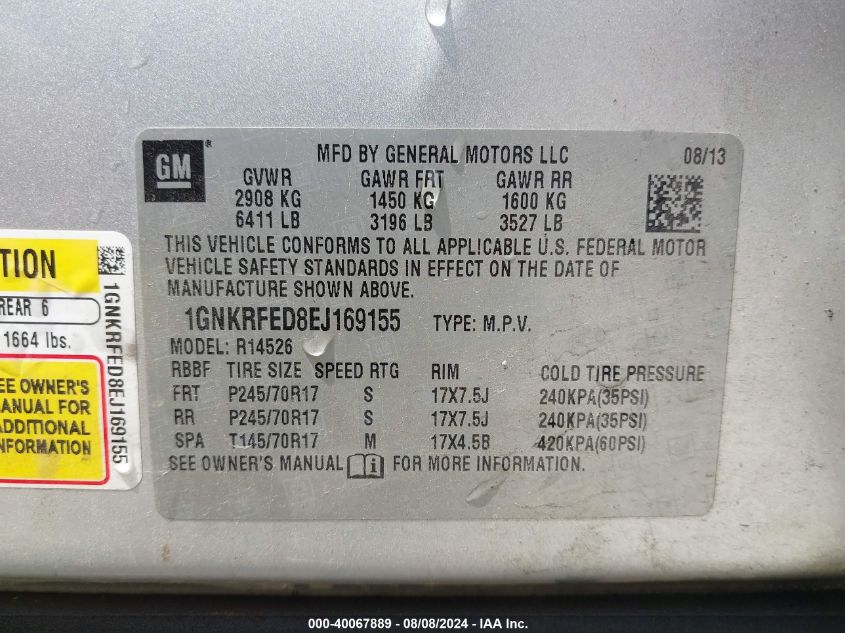 GM®
MFD BY GENERAL MOTORS LLC
08/13
GVWR GAWR FRT GAWR RR
2908 KG 1450 KG 1600 KG
6411 LB 3196 LB 3527 LB
THIS VEHICLE CONFORMS TO ALL APPLICABLE U.S. FEDERAL MOTOR
VEHICLE SAFETY STANDARDS IN EFFECT ON THE DATE OF
MANUFACTURE SHOWN ABOVE.
1GNKRFED8EJ169155 TYPE: M.P.V.
MODEL: R14526
RBBF TIRE SIZE SPEED RTG RIM COLD TIRE PRESSURE
FRT P245/70R17 S 17X7.5J 240KPA(35PSI)
RR P245/70R17 S 17X7.5J 240KPA(35PSI)
SPA T145/70R17 M 17X4.5B 420KPA(60PSI)
SEE OWNER'S MANUAL i FOR MORE INFORMATION.
TION
REAR 6
1664 lbs.
EE OWNER'S
ANUAL FOR
ADDITIONAL
NFORMATION
1GNKRFED8EJ169155
000-40067889 - 08/08/2024 - IAA Inc.